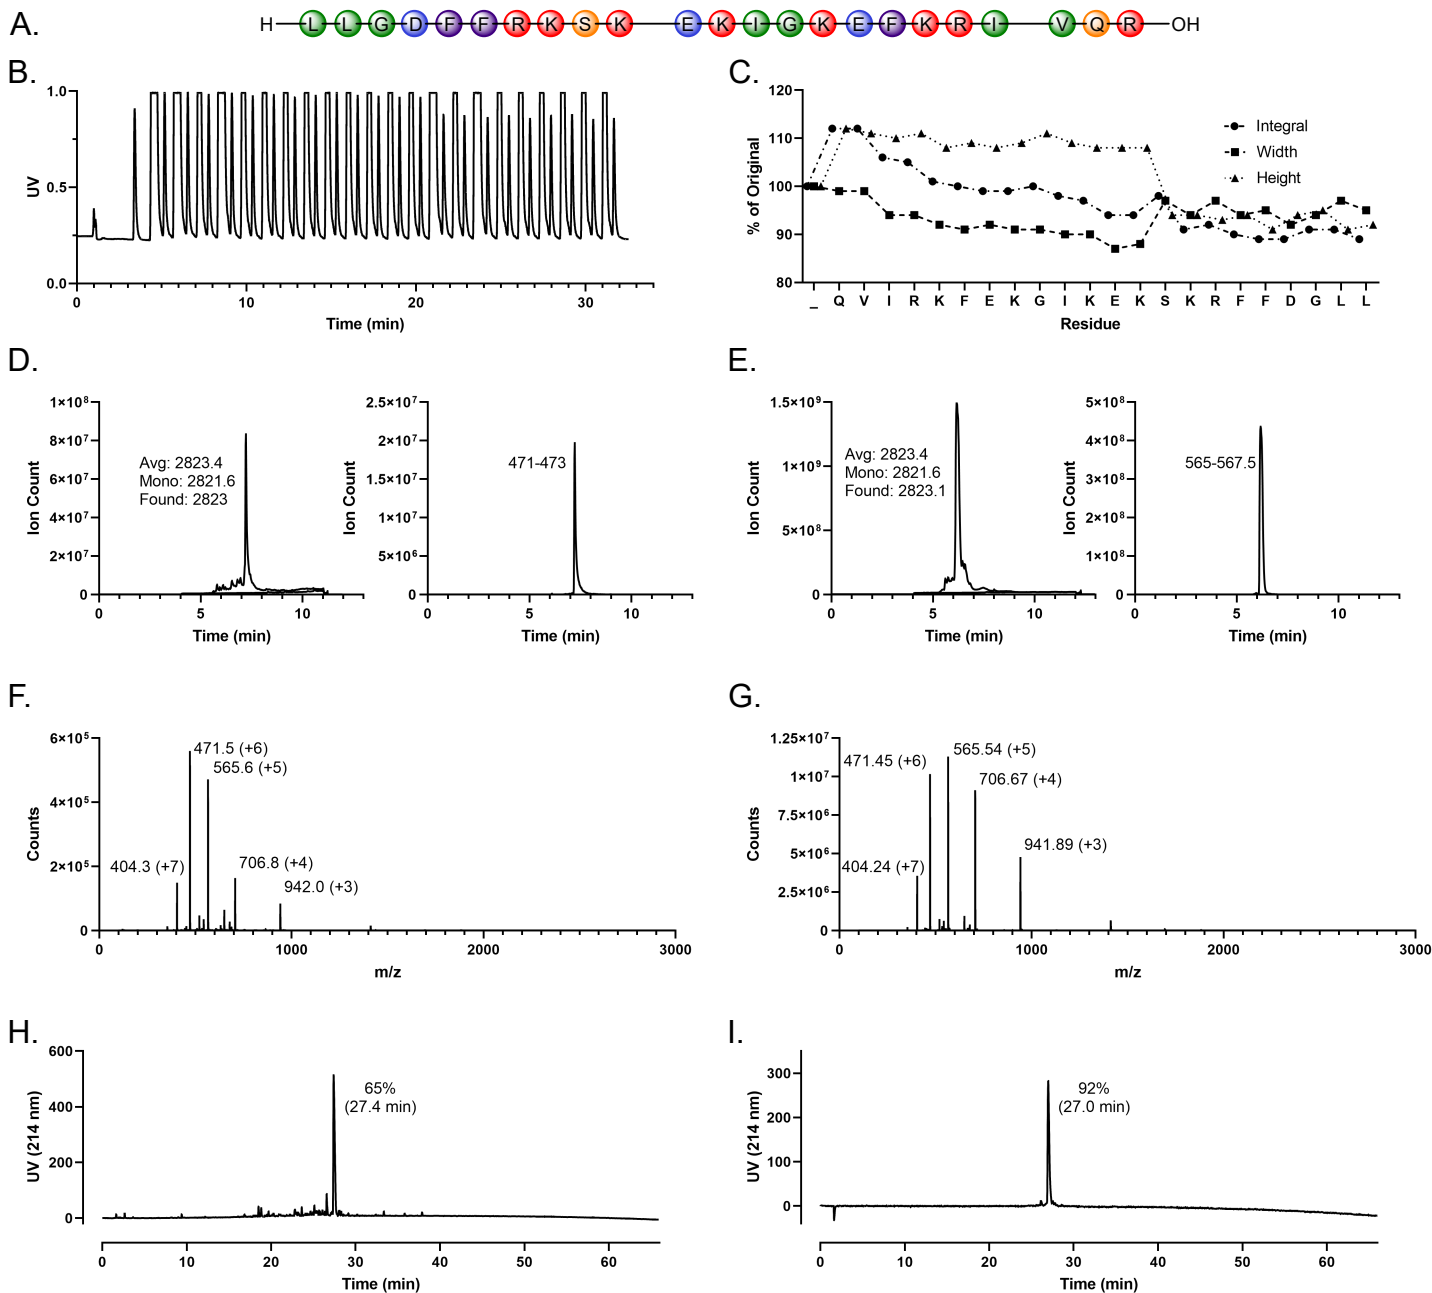 A.
H L L G D F F R K S K E K I G K E F K R I V Q R OH
B.
1.0
0.5
0.0
UV
0 10 20 30
Time (min)
C.
120
110
100
90
80
% of Original
Integral
Width
Height
_ Q V I R K F E K G I K E K S K R F F D G L L
Residue
D.
1×10⁸
8×10⁷
6×10⁷
4×10⁷
2×10⁷
0
Ion Count
Avg: 2823.4
Mono: 2821.6
Found: 2823
0 5 10
Time (min)
2.5×10⁷
2×10⁷
1×10⁷
1×10⁷
5×10⁶
0
Ion Count
471-473
0 5 10
Time (min)
E.
1.5×10⁹
1×10⁹
5×10⁸
0
Ion Count
Avg: 2823.4
Mono: 2821.6
Found: 2823.1
0 5 10
Time (min)
5×10⁸
4×10⁸
3×10⁸
2×10⁸
1×10⁸
0
Ion Count
565-567.5
0 5 10
Time (min)
F.
6×10⁵
4×10⁵
2×10⁵
0
Counts
471.5 (+6)
565.6 (+5)
404.3 (+7)
706.8 (+4)
942.0 (+3)
0 1000 2000 3000
m/z
G.
1.25×10⁷
1×10⁷
7.5×10⁶
5×10⁶
2.5×10⁶
0
Counts
565.54 (+5)
471.45 (+6)
706.67 (+4)
941.89 (+3)
404.24 (+7)
0 1000 2000 3000
m/z
H.
600
400
200
0
UV (214 nm)
65%
(27.4 min)
0 10 20 30 40 50 60
Time (min)
I.
300
200
100
0
UV (214 nm)
92%
(27.0 min)
0 10 20 30 40 50 60
Time (min)